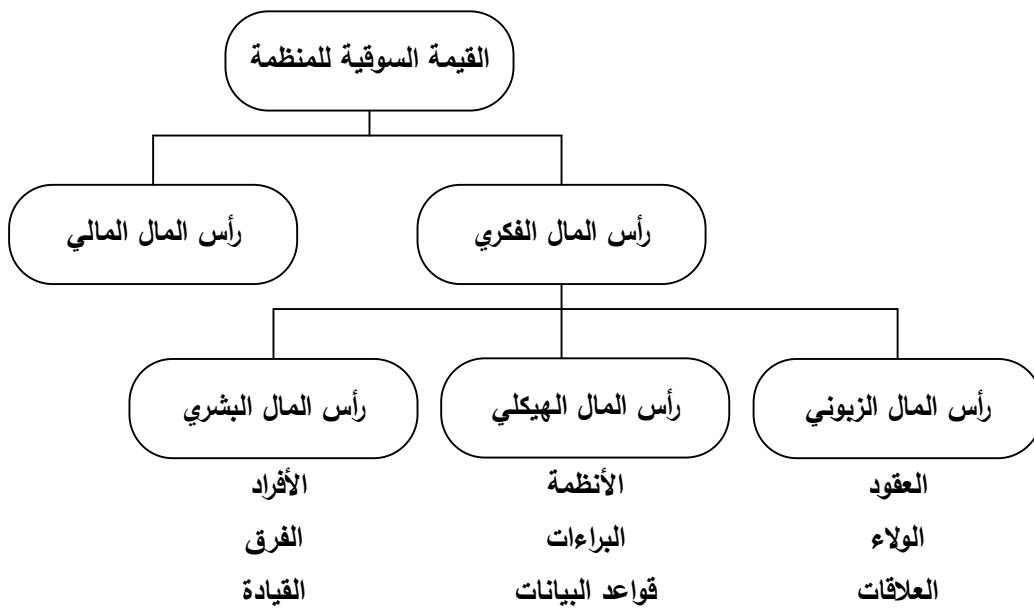 القيمة السوقية للمنظمة
رأس المال الفكري
رأس المال المالي
رأس المال الزبوني
رأس المال الهيكلي
رأس المال البشري
العقود
الأنظمة
الأفراد
الولاء
البراءات
الفرق
العلاقات
قواعد البيانات
القيادة